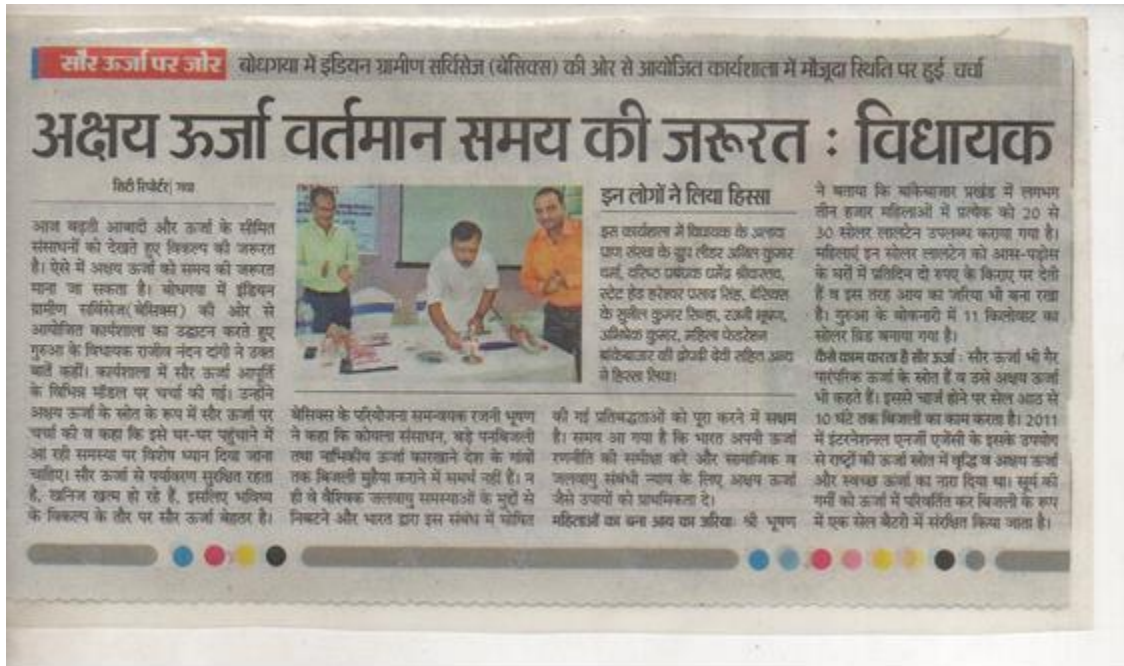 सौर ऊर्जा पर जोर
बोधगया में इंडियन ग्रामीण सर्विसेज (बेसिक्स) की ओर से आयोजित कार्यशाला में मौजूदा स्थिति पर हुई चर्चा
अक्षय ऊर्जा वर्तमान समय की जरूरत : विधायक
सिटी रिपोर्टर| गया
आज बढ़ती आबादी और ऊर्जा के सीमित
संसाधनों को देखते हुए विकल्प की जरूरत
है। ऐसे में अक्षय ऊर्जा को समय की जरूरत
माना जा सकता है। बोधगया में इंडियन
ग्रामीण सर्विसेज(बेसिक्स) की ओर से
आयोजित कार्यशाला का उद्घाटन करते हुए
गुरुआ के विधायक राजीव नंदन दांगी ने उक्त
बातें कहीं। कार्यशाला में सौर ऊर्जा आपूर्ति
के विभिन्न मॉडल पर चर्चा की गई। उन्होंने
अक्षय ऊर्जा के स्रोत के रूप में सौर ऊर्जा पर
चर्चा की व कहा कि इसे घर-घर पहुंचाने में
आ रही समस्या पर विशेष ध्यान दिया जाना
चाहिए। सौर ऊर्जा से पर्यावरण सुरक्षित रहता
है, खनिज खत्म हो रहे हैं, इसलिए भविष्य
के विकल्प के तौर पर सौर ऊर्जा बेहतर है।
बेसिक्स के परियोजना समन्वयक रजनी भूषण
ने कहा कि कोयला संसाधन, बड़े पनबिजली
तथा नाभिकीय ऊर्जा कारखाने देश के गांवों
तक बिजली मुहैया कराने में समर्थ नहीं है। न
ही वे वैश्विक जलवायु समस्याओं के मुद्दों से
निबटने और भारत द्वारा इस संबंध में घोषित
इन लोगों ने लिया हिस्सा
इस कार्यशाला में विधायक के अलावा
संस्था के ग्रुप लीडर अनिल कुमार
वर्मा, वरिष्ठ प्रबंधक धर्मेंद्र श्रीवास्तव,
स्टेट हेड हरेश्वर प्रसाद सिंह, बेसिक्स
के सुनील कुमार सिन्हा, रजनी भूषण,
अभिषेक कुमार, महिला फेडरेशन
बांकेबाजार की द्रौपदी देवी सहित अन्य
ने हिस्सा लिया।
की गई प्रतिबद्धताओं को पूरा करने में सक्षम
है। समय आ गया है कि भारत अपनी ऊर्जा
रणनीति की समीक्षा करे और सामाजिक व
जलवायु संबंधी न्याय के लिए अक्षय ऊर्जा
जैसे उपायों को प्राथमिकता दे।
महिलाओं का बना आय का जरिया: श्री भूषण
ने बताया कि बांकेबाजार प्रखंड में लगभग
तीन हजार महिलाओं में प्रत्येक को 20 से
30 सोलर लालटेन उपलब्ध कराया गया है।
महिलाएं इन सोलर लालटेन को आस-पड़ोस
के घरों में प्रतिदिन दो रुपए के किराए पर देती
हैं व इस तरह आय का जरिया भी बना रखा
है। गुरुआ के में 11 किलोवाट का
सोलर ग्रिड बनाया गया है।
कैसे काम करता है सौर ऊर्जा : सौर ऊर्जा भी गैर
पारंपरिक ऊर्जा के स्रोत हैं व उसे अक्षय ऊर्जा
भी कहते हैं। इससे चार्ज होने पर सेल आठ से
10 घंटे तक बिजली का काम करता है। 2011
में इंटरनेशनल एनर्जी एजेंसी के इसके उपयोग
से राष्ट्रों की ऊर्जा स्रोत में वृद्धि व अक्षय ऊर्जा
और स्वच्छ ऊर्जा का नारा दिया था। सूर्य की
गर्मी को ऊर्जा में परिवर्तित कर बिजली के रूप
में एक सेल बैटरी में संरक्षित किया जाता है।